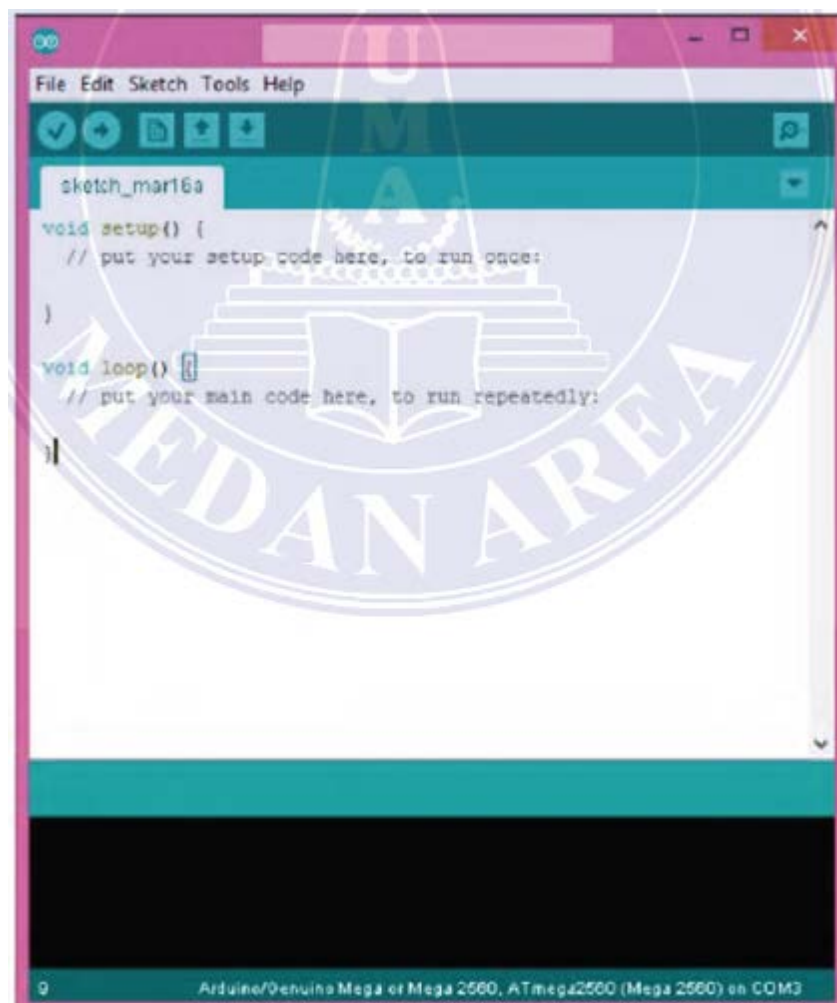 File Edit Sketch Tools Help
sketch_mar16a
void setup() {
// put your setup code here, to run once:
}
void loop() {
// put your main code here, to run repeatedly:
}
UMA
MEDAN AREA
9 Arduino/Genuino Mega or Mega 2560, ATmega2560 (Mega 2560) on COM3